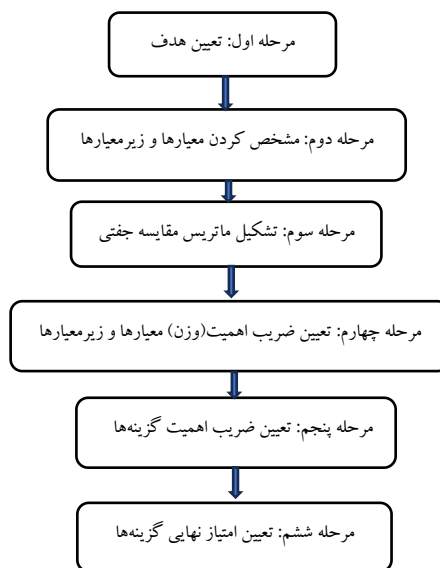 مرحله اول: تعیین هدف
مرحله دوم: مشخص کردن معیارها و زیرمعیارها
مرحله سوم: تشکیل ماتریس مقایسه جفتی
مرحله چهارم: تعیین ضریب اهمیت(وزن) معیارها و زیرمعیارها
مرحله پنجم: تعیین ضریب اهمیت گزینه‌ها
مرحله ششم: تعیین امتیاز نهایی گزینه‌ها